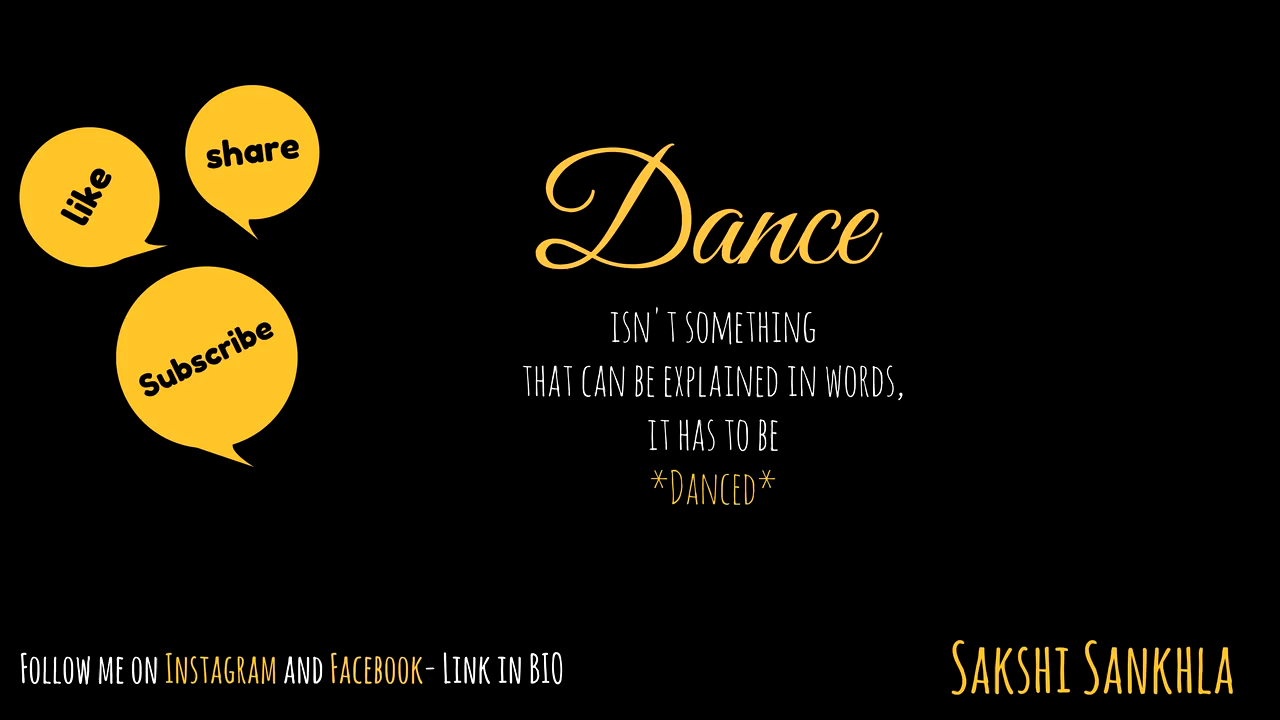 like
share
Subscribe
Dance
ISN'T SOMETHING
THAT CAN BE EXPLAINED IN WORDS,
IT HAS TO BE
*DANCED*
FOLLOW ME ON INSTAGRAM AND FACEBOOK- LINK IN BIO
SAKSHI SANKHLA